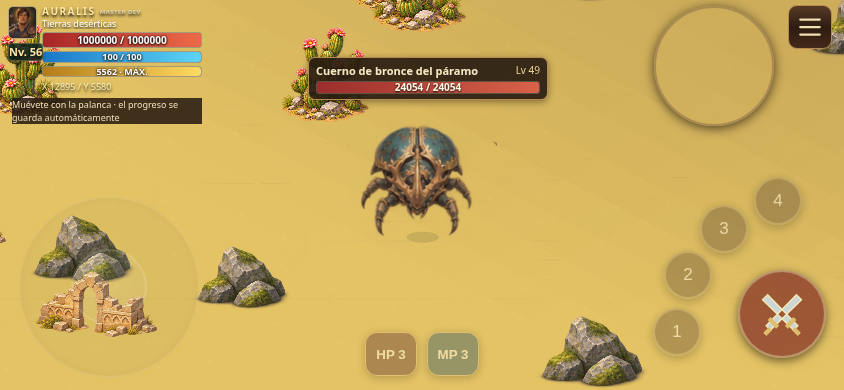 AURALIS MASTER DEV
Tierras desérticas
1000000 / 1000000
Nv. 56
100 / 100
5562 · MAX.
X 12895 / Y 5580
Muévete con la palanca · el progreso se
guarda automáticamente
Cuerno de bronce del páramo Lv 49
24054 / 24054
4
3
2
1
HP 3
MP 3